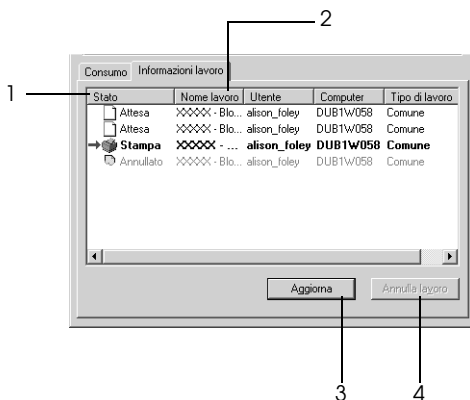 2
Consumo Informazioni lavoro
1
Stato Nome lavoro Utente Computer Tipo di lavoro
Attesa XXXXX - Blo... alison_foley DUB1W058 Comune
Attesa XXXXX - Blo... alison_foley DUB1W058 Comune
Stampa XXXXX - ... alison_foley DUB1W058 Comune
Annullato XXXXX - Blo... alison_foley DUB1W058 Comune
Aggiorna Annulla lavoro
3 4